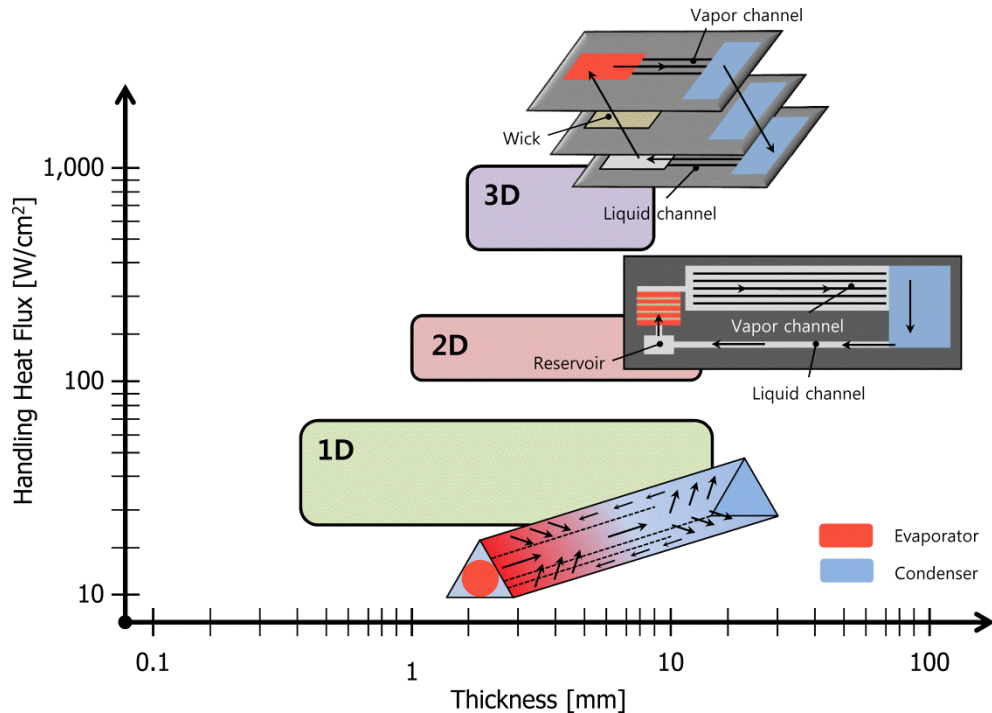 Vapor channel
Wick
Liquid channel
3D
Vapor channel
Reservoir
Liquid channel
2D
1D
Evaporator
Condenser
Handling Heat Flux [W/cm²]
1,000
100
10
0.1
1
10
100
Thickness [mm]